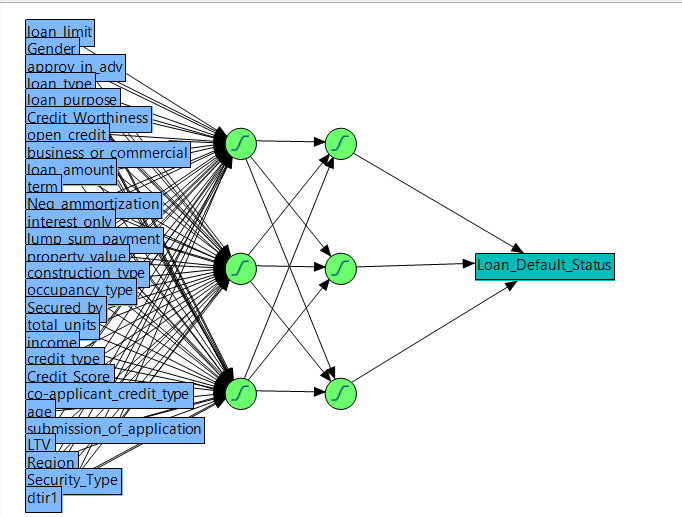 loan_limit
Gender
approv_in_adv
loan_type
loan_purpose
Credit_Worthiness
open_credit
business_or_commercial
loan_amount
term
Neg_ammortization
interest_only
lump_sum_payment
property_value
construction_type
occupancy_type
Secured_by
total_units
income
credit_type
Credit_Score
co-applicant_credit_type
age
submission_of_application
LTV
Region
Security_Type
dtir1
Loan_Default_Status